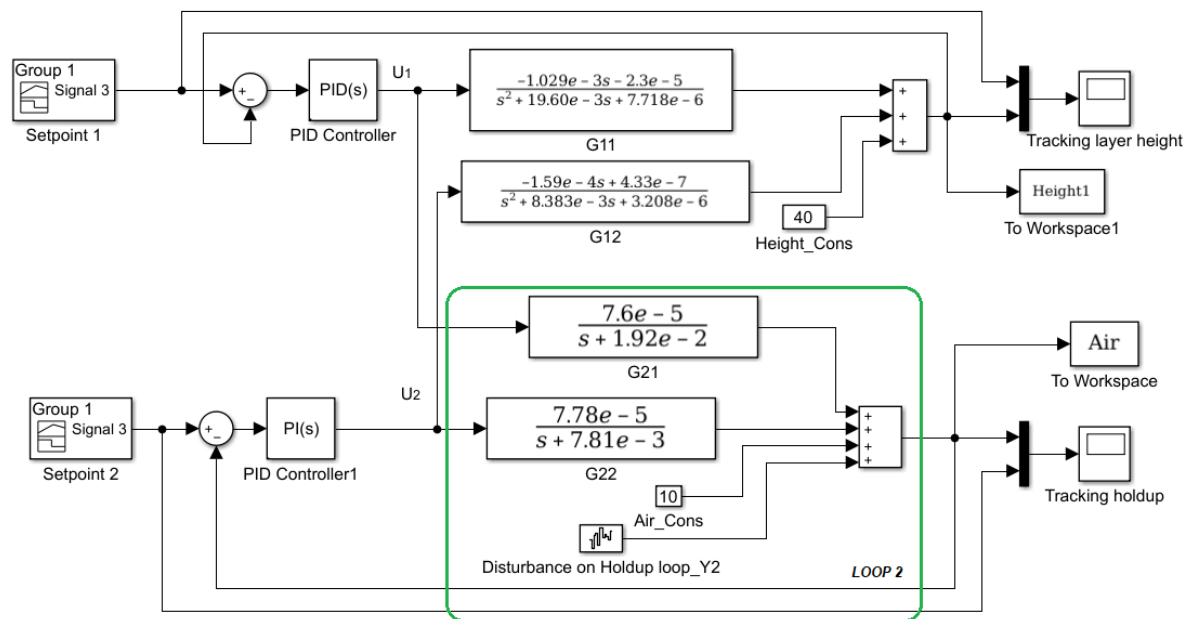 Group 1
Signal 3
Setpoint 1
+
−
PID(s)
PID Controller
U1
−1.029e − 3s − 2.3e − 5
s² + 19.60e − 3s + 7.718e − 6
G11
−1.59e − 4s + 4.33e − 7
s² + 8.383e − 3s + 3.208e − 6
G12
+
+
+
40
Height_Cons
Tracking layer height
Height1
To Workspace1
7.6e − 5
s + 1.92e − 2
G21
U2
Group 1
Signal 3
Setpoint 2
+
−
PI(s)
PID Controller1
7.78e − 5
s + 7.81e − 3
G22
+
+
+
+
10
Air_Cons
Disturbance on Holdup loop_Y2
LOOP 2
Air
To Workspace
Tracking holdup